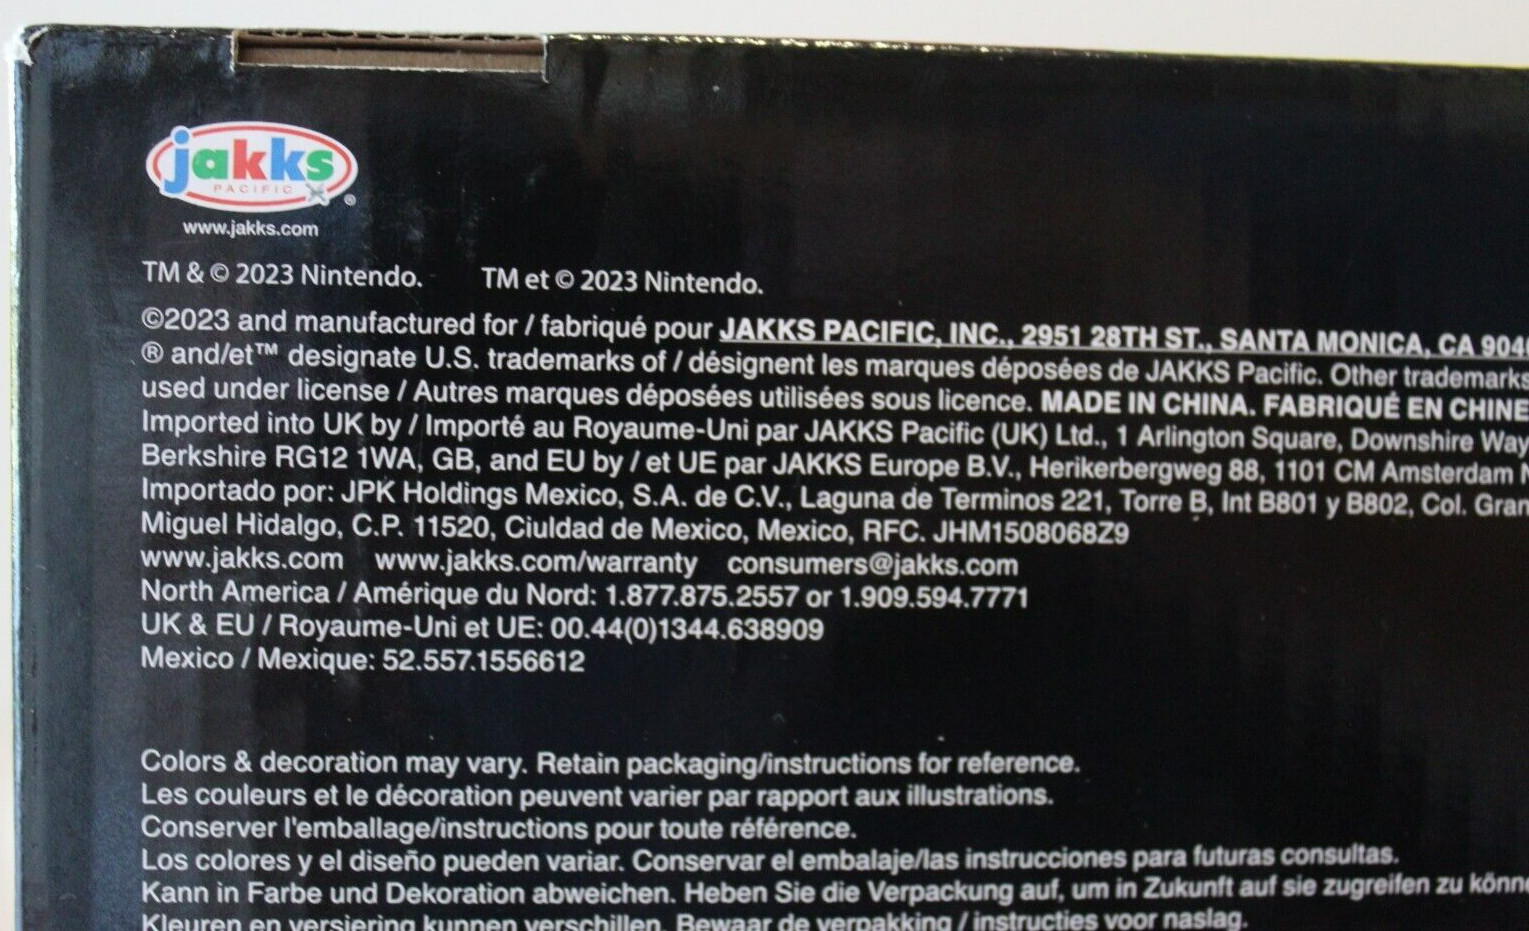 jakks
PACIFIC
®
www.jakks.com
TM & © 2023 Nintendo. TM et © 2023 Nintendo.
©2023 and manufactured for / fabriqué pour JAKKS PACIFIC, INC., 2951 28TH ST., SANTA MONICA, CA 904
® and/et™ designate U.S. trademarks of / désignent les marques déposées de JAKKS Pacific. Other trademarks
used under license / Autres marques déposées utilisées sous licence. MADE IN CHINA. FABRIQUÉ EN CHINE
Imported into UK by / Importé au Royaume-Uni par JAKKS Pacific (UK) Ltd., 1 Arlington Square, Downshire Way
Berkshire RG12 1WA, GB, and EU by / et UE par JAKKS Europe B.V., Herikerbergweg 88, 1101 CM Amsterdam
Importado por: JPK Holdings Mexico, S.A. de C.V., Laguna de Terminos 221, Torre B, Int B801 y B802, Col. Gran
Miguel Hidalgo, C.P. 11520, Ciuldad de Mexico, Mexico, RFC. JHM1508068Z9
www.jakks.com www.jakks.com/warranty consumers@jakks.com
North America / Amérique du Nord: 1.877.875.2557 or 1.909.594.7771
UK & EU / Royaume-Uni et UE: 00.44(0)1344.638909
Mexico / Mexique: 52.557.1556612
Colors & decoration may vary. Retain packaging/instructions for reference.
Les couleurs et le décoration peuvent varier par rapport aux illustrations.
Conserver l'emballage/instructions pour toute référence.
Los colores y el diseño pueden variar. Conservar el embalaje/las instrucciones para futuras consultas.
Kann in Farbe und Dekoration abweichen. Heben Sie die Verpackung auf, um in Zukunft auf sie zugreifen zu könne
Kleuren en versiering kunnen verschillen. Bewaar de verpakking / instructies voor naslag.